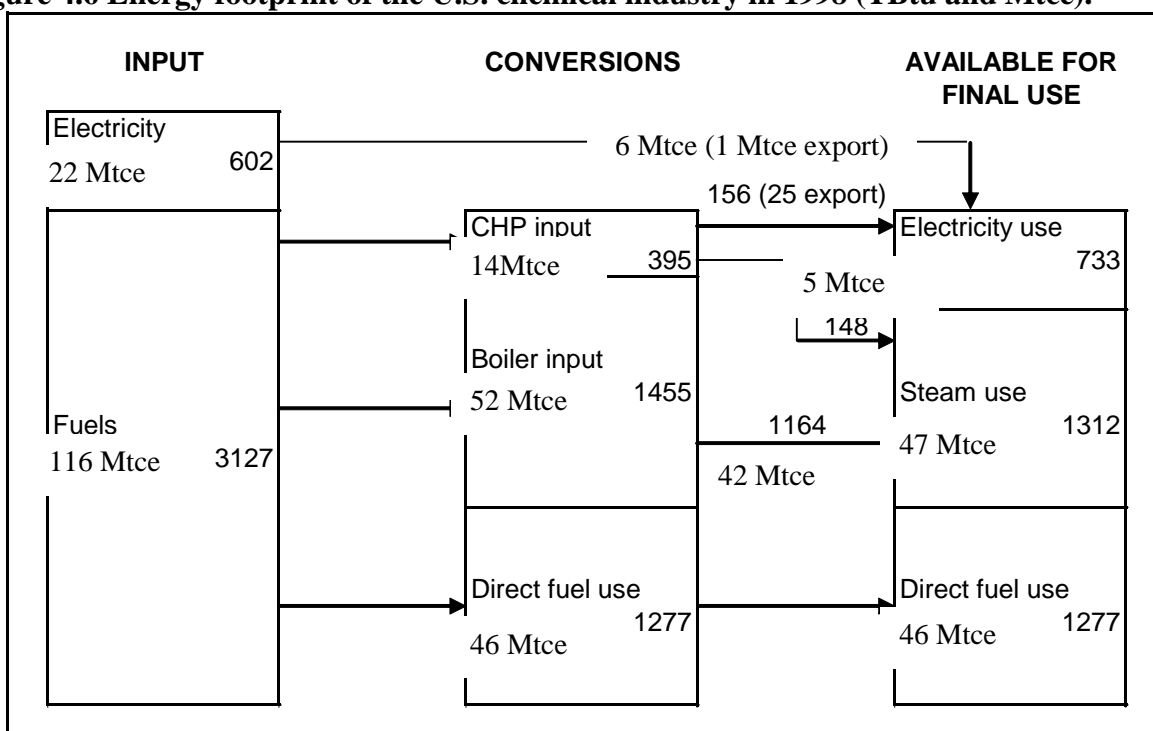 gure 4.6 Energy footprint of the U.S. chemical industry in 1998 (TBtu and Mtce).
INPUT
CONVERSIONS
AVAILABLE FOR
FINAL USE
Electricity
22 Mtce
602
6 Mtce (1 Mtce export)
156 (25 export)
CHP input
14Mtce
395
Electricity use
733
5 Mtce
148
Boiler input
52 Mtce
1455
Steam use
47 Mtce
1312
Fuels
116 Mtce
3127
1164
42 Mtce
Direct fuel use
46 Mtce
1277
Direct fuel use
46 Mtce
1277